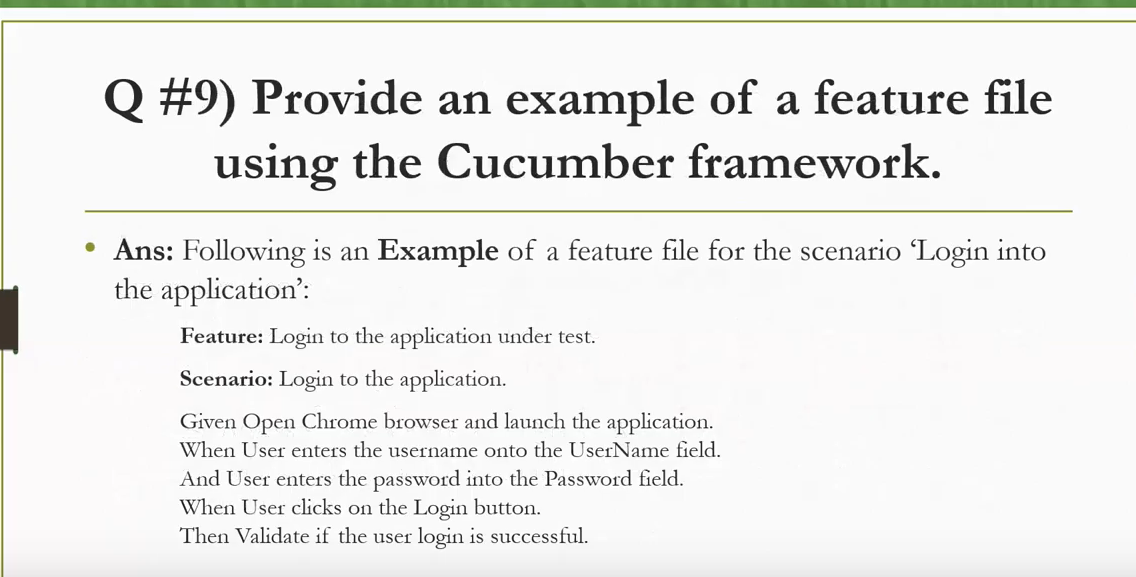 Q #9) Provide an example of a feature file
using the Cucumber framework.
• Ans: Following is an Example of a feature file for the scenario ‘Login into
the application’:
Feature: Login to the application under test.
Scenario: Login to the application.
Given Open Chrome browser and launch the application.
When User enters the username onto the UserName field.
And User enters the password into the Password field.
When User clicks on the Login button.
Then Validate if the user login is successful.